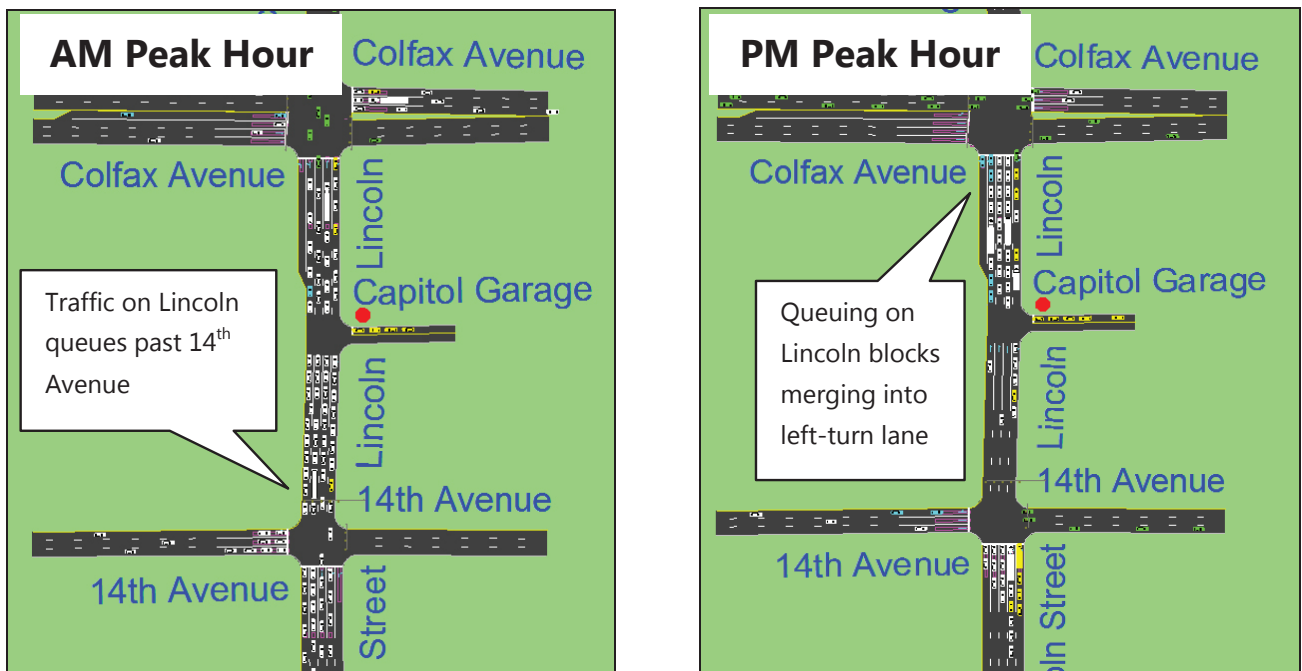 AM Peak Hour
Colfax Avenue
Colfax Avenue
Lincoln
Traffic on Lincoln
queues past 14th
Avenue
Capitol Garage
Lincoln
14th Avenue
14th Avenue
Street
PM Peak Hour
Colfax Avenue
Colfax Avenue
Lincoln
Capitol Garage
Queuing on
Lincoln blocks
merging into
left-turn lane
Lincoln
14th Avenue
14th Avenue
oln Street